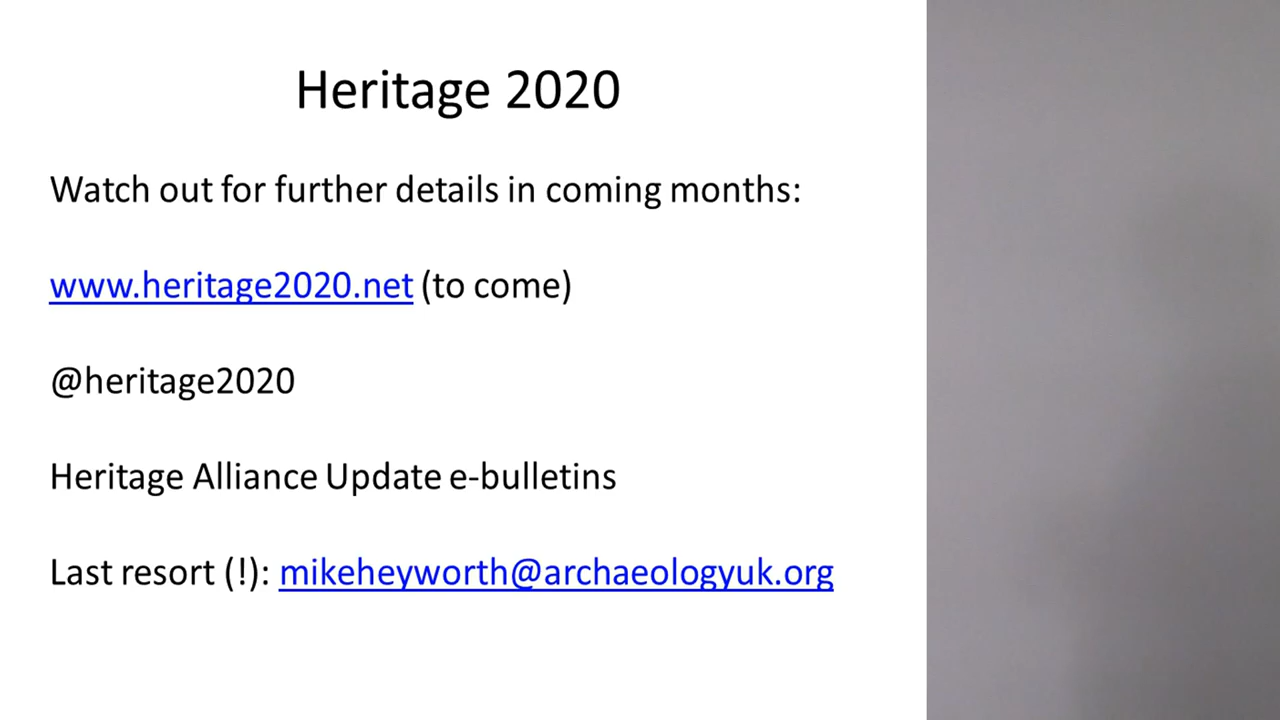 Heritage 2020
Watch out for further details in coming months:
www.heritage2020.net (to come)
@heritage2020
Heritage Alliance Update e-bulletins
Last resort (!): mikeheyworth@archaeologyuk.org